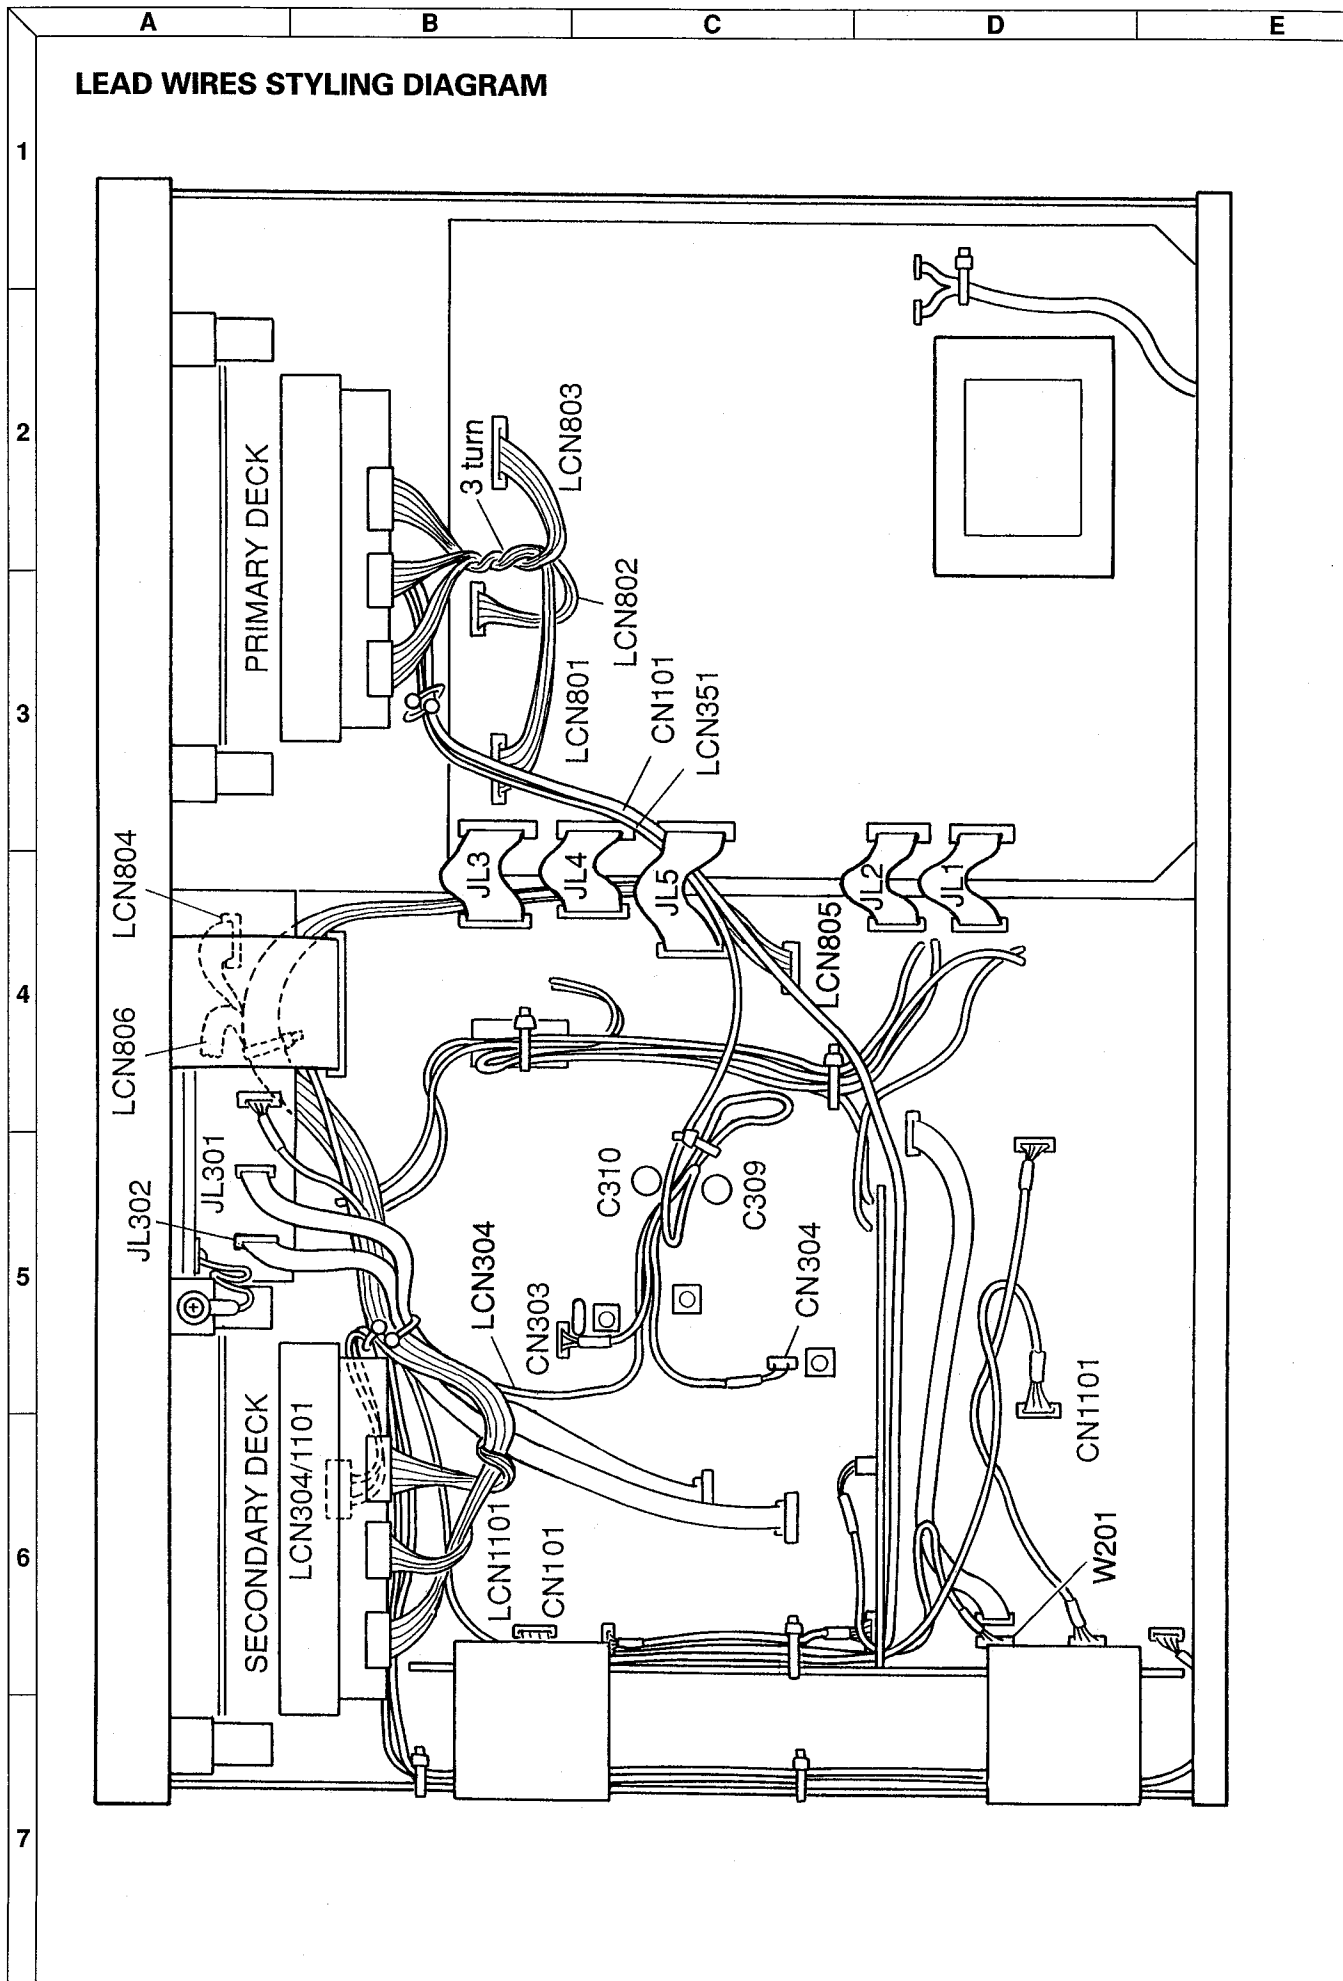 A B C D E
LEAD WIRES STYLING DIAGRAM
1
2
3
4
5
6
7
PRIMARY DECK
3 turn
LCN803
LCN802
LCN801
CN101
LCN351
LCN804
LCN806
JL3
JL4
JL5
JL2
JL1
LCN805
JL301
JL302
C310
C309
LCN304
CN303
CN304
CN1101
SECONDARY DECK
LCN304/1101
LCN1101
CN101
W201